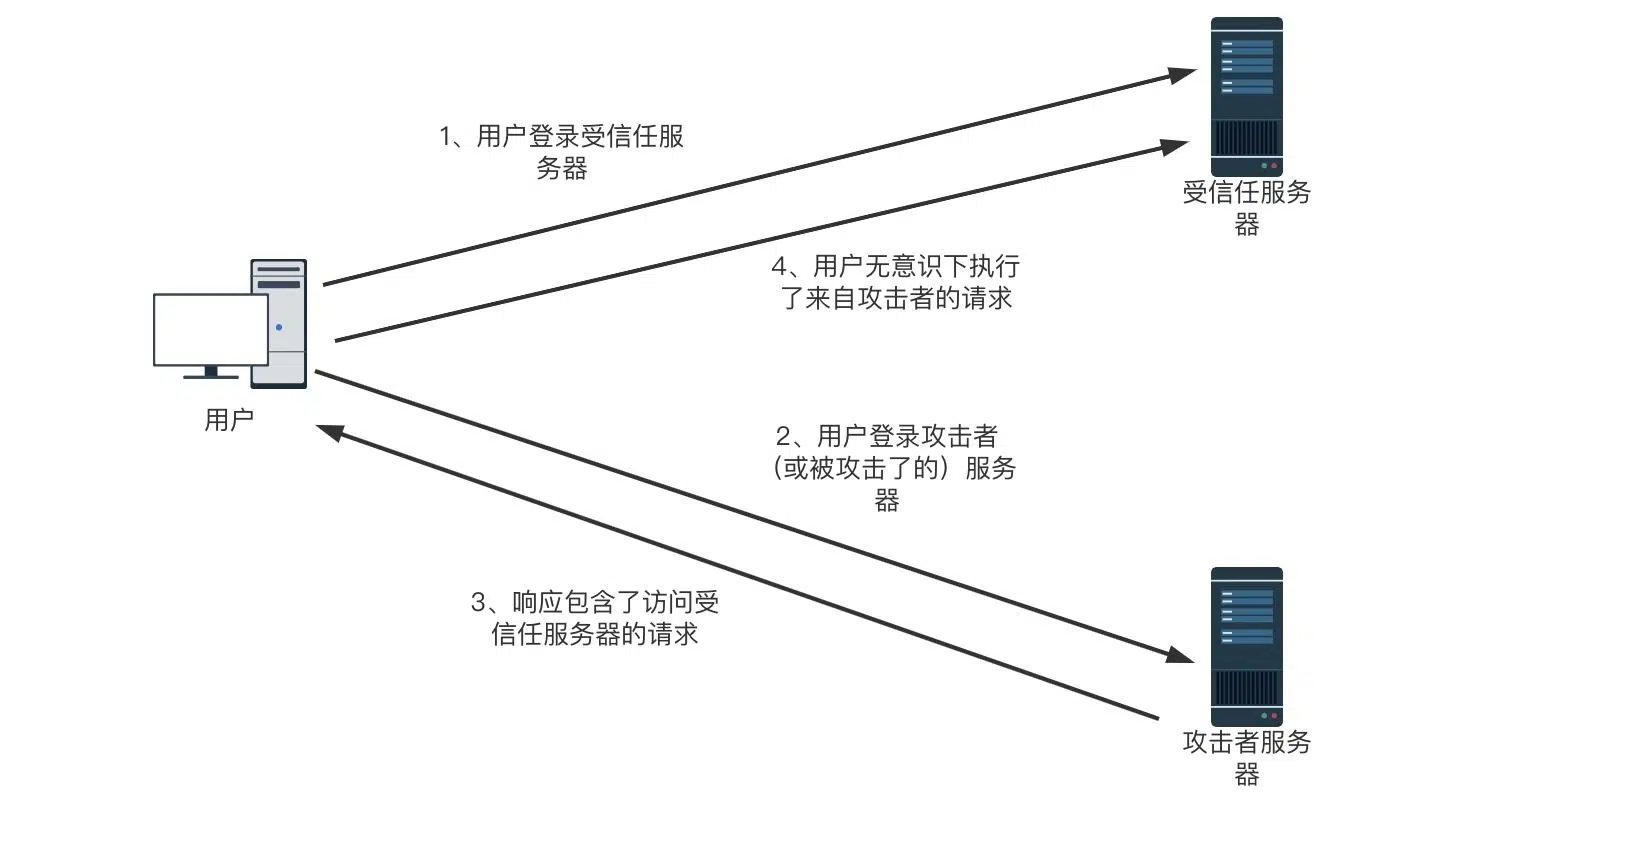 1、用户登录受信任服
务器
受信任服务
器
4、用户无意识下执行
了来自攻击者的请求
用户
2、用户登录攻击者
（或被攻击了的）服务
器
3、响应包含了访问受
信任服务器的请求
攻击者服务
器